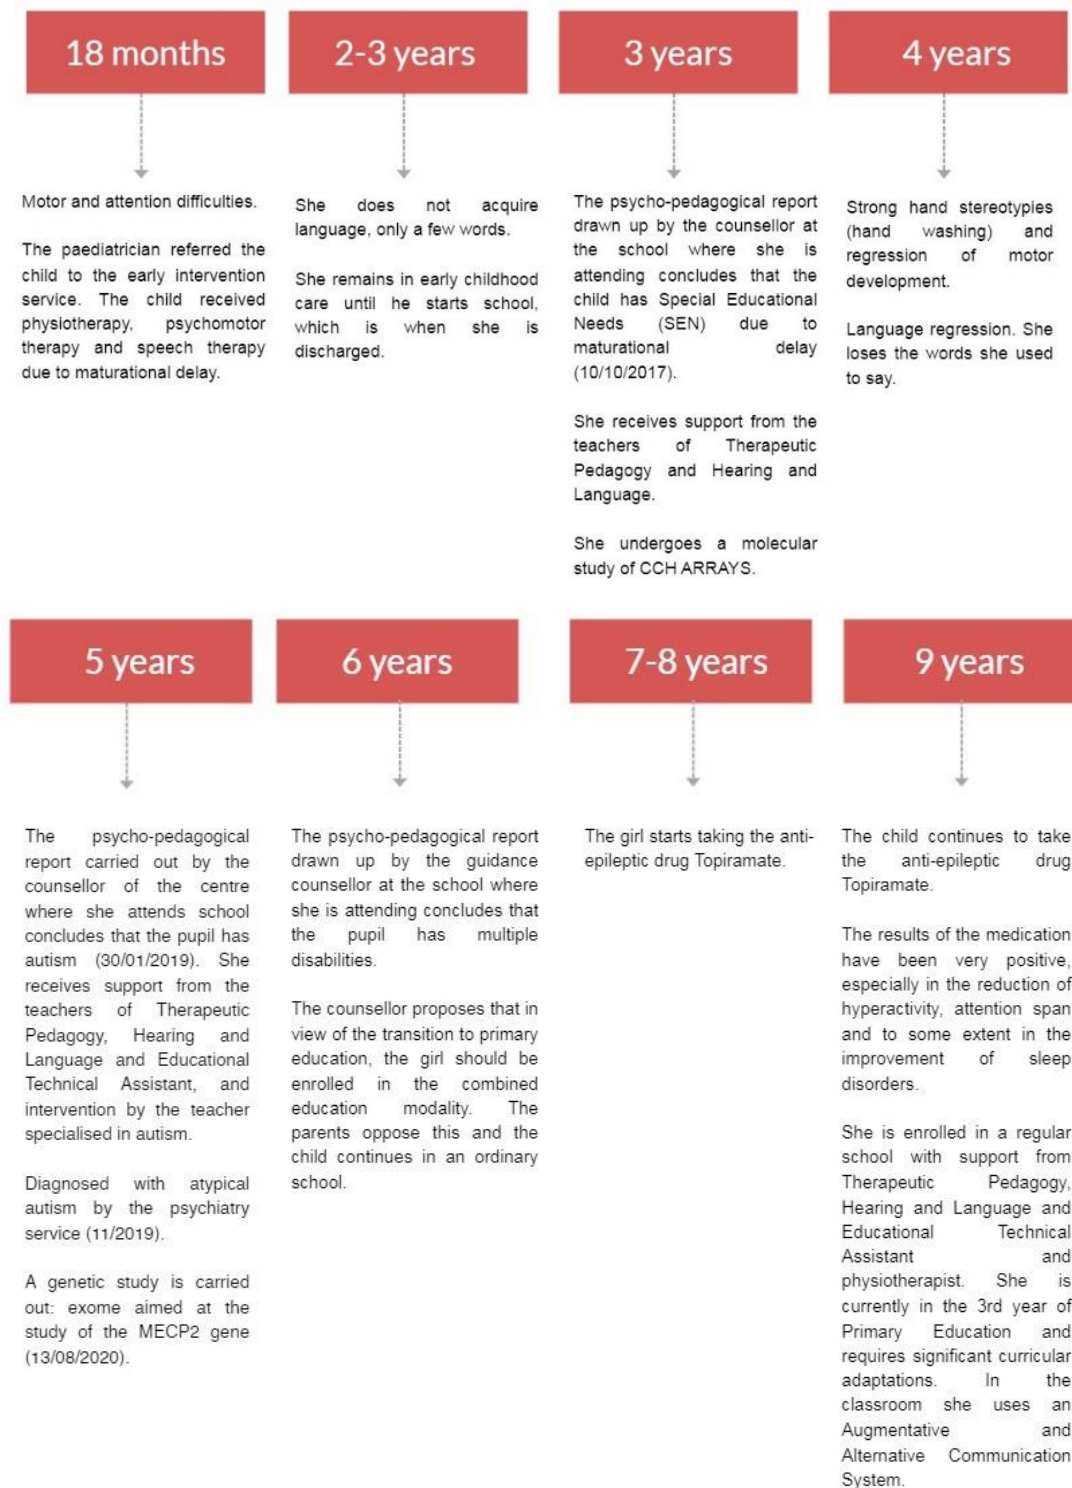 18 months
Motor and attention difficulties.
The paediatrician referred the
child to the early intervention
service. The child received
physiotherapy, psychomotor
therapy and speech therapy
due to maturational delay.
2-3 years
She does not acquire
language, only a few words.
She remains in early childhood
care until he starts school,
which is when she is
discharged.
3 years
The psycho-pedagogical report
drawn up by the counsellor at
the school where she is
attending concludes that the
child has Special Educational
Needs (SEN) due to
maturational delay
(10/10/2017).
She receives support from the
teachers of Therapeutic
Pedagogy and Hearing and
Language.
She undergoes a molecular
study of CCH ARRAYS.
4 years
Strong hand stereotypies
(hand washing) and
regression of motor
development.
Language regression. She
loses the words she used
to say.
5 years
The psycho-pedagogical
report carried out by the
counsellor of the centre
where she attends school
concludes that the pupil has
autism (30/01/2019). She
receives support from the
teachers of Therapeutic
Pedagogy, Hearing and
Language and Educational
Technical Assistant, and
intervention by the teacher
specialised in autism.
Diagnosed with atypical
autism by the psychiatry
service (11/2019).
A genetic study is carried
out: exome aimed at the
study of the MECP2 gene
(13/08/2020).
6 years
The psycho-pedagogical report
drawn up by the guidance
counsellor at the school where
she is attending concludes that
the pupil has multiple
disabilities.
The counsellor proposes that in
view of the transition to primary
education, the girl should be
enrolled in the combined
education modality. The
parents oppose this and the
child continues in an ordinary
school.
7-8 years
The girl starts taking the anti-
epileptic drug Topiramate.
9 years
The child continues to take
the anti-epileptic drug
Topiramate.
The results of the medication
have been very positive,
especially in the reduction of
hyperactivity, attention span
and to some extent in the
improvement of sleep
disorders.
She is enrolled in a regular
school with support from
Therapeutic Pedagogy,
Hearing and Language and
Educational Technical
Assistant and
physiotherapist. She is
currently in the 3rd year of
Primary Education and
requires significant curricular
adaptations. In the
classroom she uses an
Augmentative and
Alternative Communication
System.